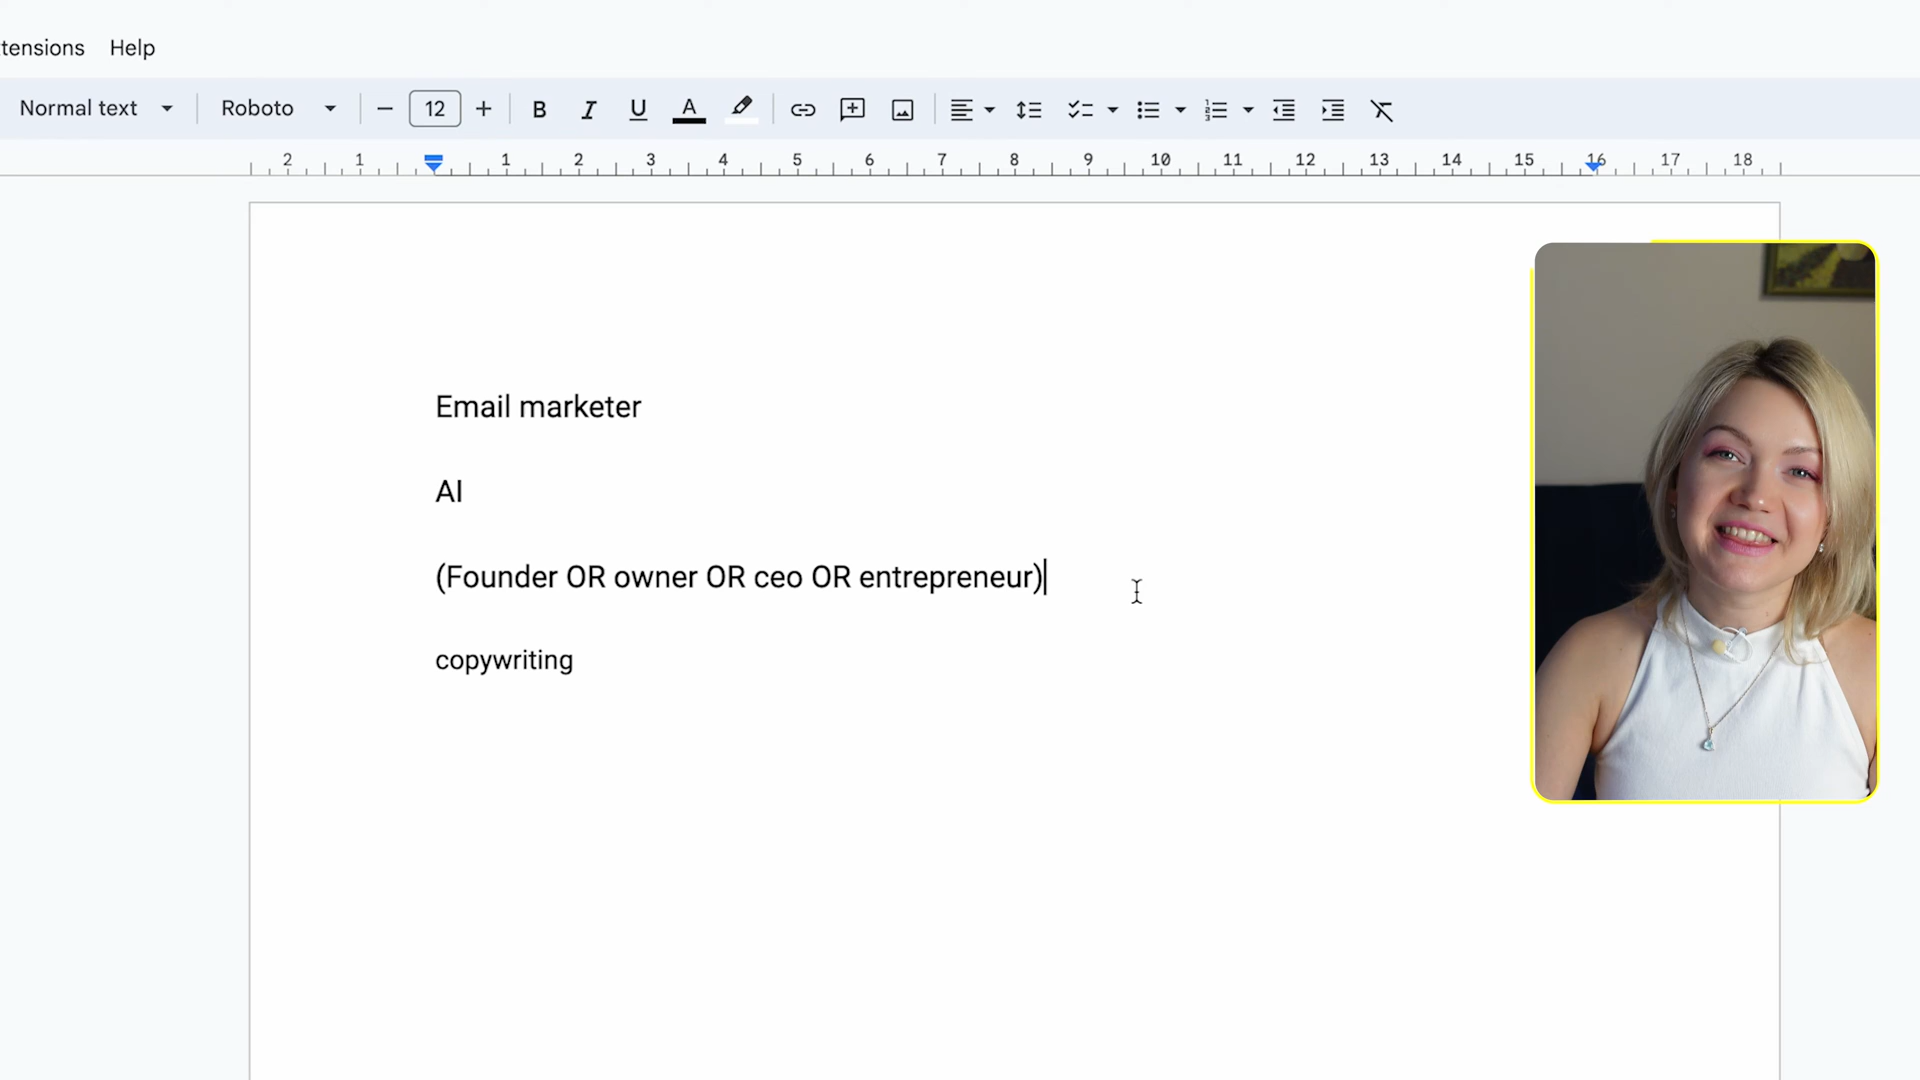 tensions Help
Normal text Roboto 12 B I U A
2 1 1 2 3 4 5 6 7 8 9 10 11 12 13 14 15 16 17 18
Email marketer
AI
(Founder OR owner OR ceo OR entrepreneur)
copywriting